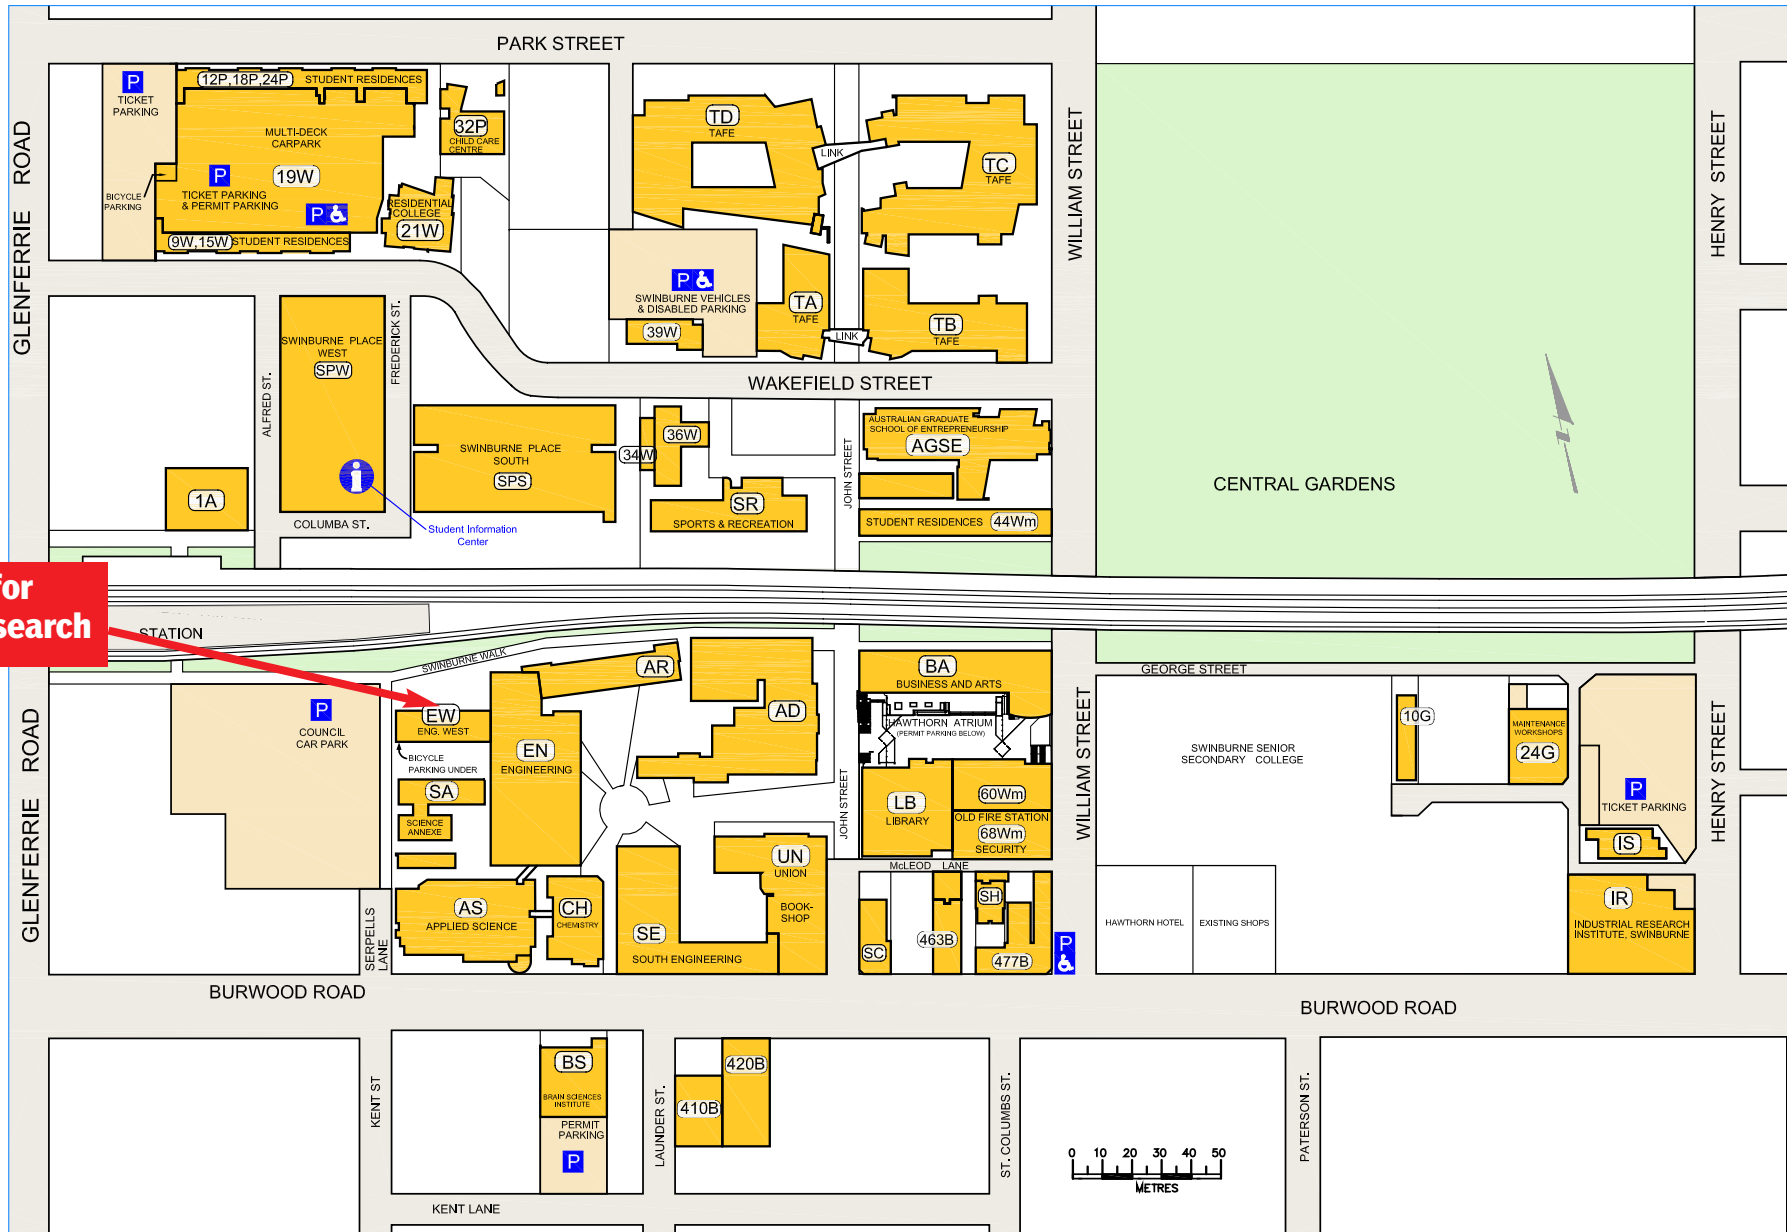 PARK STREET
GLENFERRIE ROAD
P
TICKET
PARKING
12P,18P,24P
STUDENT RESIDENCES
MULTI-DECK
CARPARK
19W
P
TICKET PARKING
& PERMIT PARKING
P
BICYCLE
PARKING
9W,15W
STUDENT RESIDENCES
32P
CHILD CARE
CENTRE
RESIDENTIAL
COLLEGE
21W
TD
TAFE
LINK
TC
TAFE
WILLIAM STREET
HENRY STREET
P
SWINBURNE VEHICLES
& DISABLED PARKING
39W
TA
TAFE
LINK
TB
TAFE
WAKEFIELD STREET
ALFRED ST.
SWINBURNE PLACE
WEST
SPW
FREDERICK ST.
SWINBURNE PLACE
SOUTH
SPS
34W
36W
SR
SPORTS & RECREATION
JOHN STREET
AUSTRALIAN GRADUATE
SCHOOL OF ENTREPRENEURSHIP
AGSE
STUDENT RESIDENCES
44Wm
CENTRAL GARDENS
1A
COLUMBA ST.
i
Student Information
Center
for
search
STATION
SWINBURNE WALK
GEORGE STREET
GLENFERRIE ROAD
P
COUNCIL
CAR PARK
EW
ENG. WEST
BICYCLE
PARKING UNDER
SA
SCIENCE
ANNEXE
EN
ENGINEERING
AR
AD
BA
BUSINESS AND ARTS
HAWTHORN ATRIUM
(PERMIT PARKING BELOW)
JOHN STREET
LB
LIBRARY
60Wm
OLD FIRE STATION
68Wm
SECURITY
McLEOD LANE
WILLIAM STREET
SWINBURNE SENIOR
SECONDARY COLLEGE
10G
MAINTENANCE
WORKSHOPS
24G
P
TICKET PARKING
IS
HENRY STREET
IR
INDUSTRIAL RESEARCH
INSTITUTE, SWINBURNE
HAWTHORN HOTEL
EXISTING SHOPS
SERPELLS
LANE
AS
APPLIED SCIENCE
CH
CHEMISTRY
SE
SOUTH ENGINEERING
UN
UNION
BOOK-
SHOP
SC
463B
SH
477B
P
BURWOOD ROAD
BURWOOD ROAD
KENT ST
BS
BRAIN SCIENCES
INSTITUTE
PERMIT
PARKING
P
LAUNDER ST.
410B
420B
ST. COLUMBS ST.
PATERSON ST.
0 10 20 30 40 50
METRES
KENT LANE